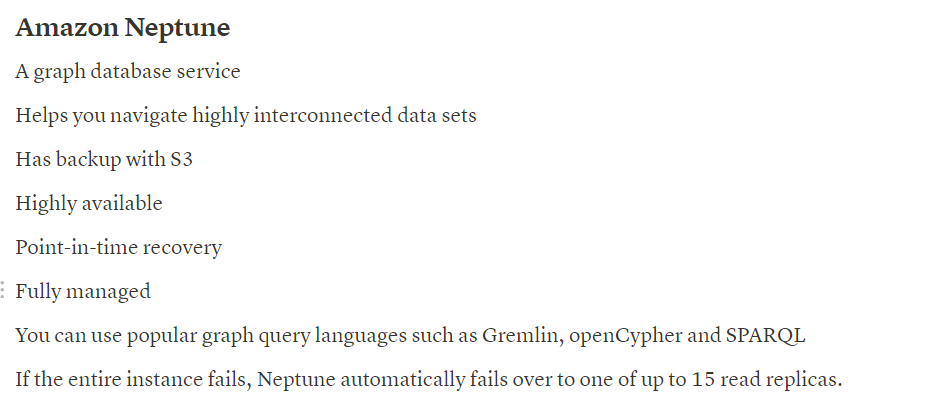 Amazon Neptune
A graph database service
Helps you navigate highly interconnected data sets
Has backup with S3
Highly available
Point-in-time recovery
Fully managed
You can use popular graph query languages such as Gremlin, openCypher and SPARQL
If the entire instance fails, Neptune automatically fails over to one of up to 15 read replicas.